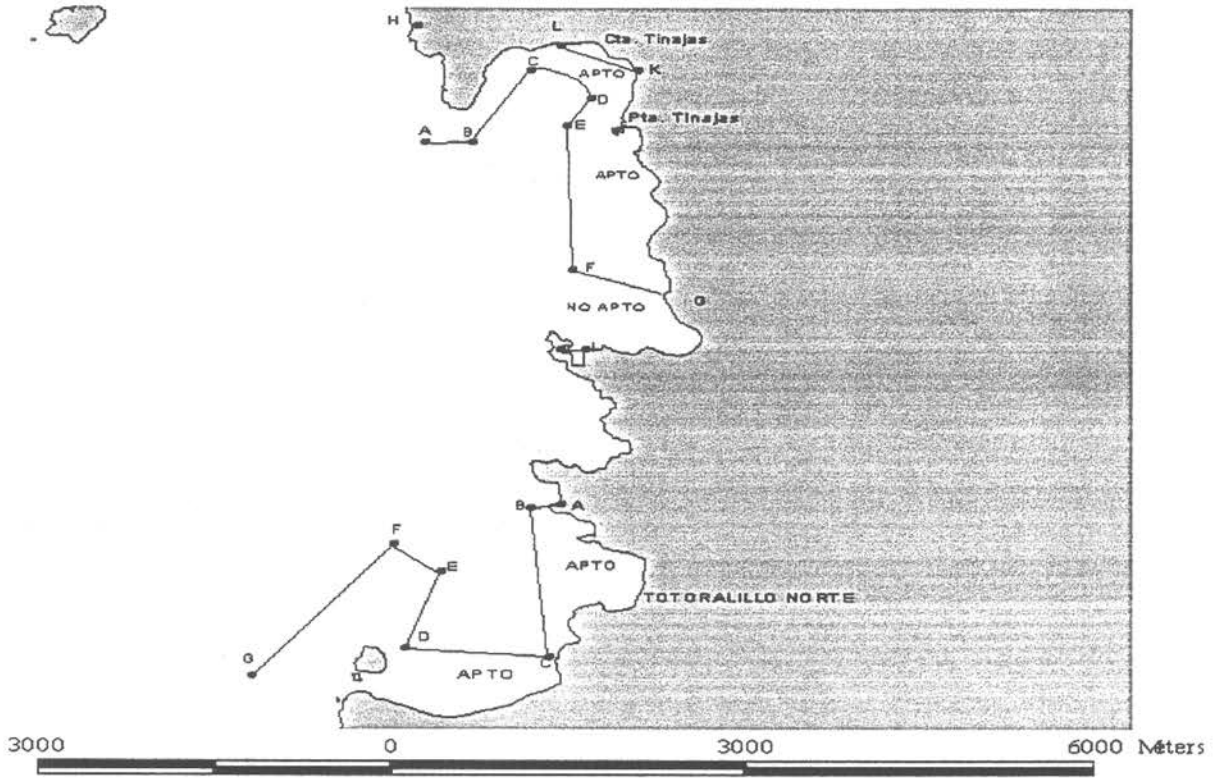 H
L
Cta. Tinajas
C
APTO
K
D
A
B
E
Pta. Tinajas
APTO
F
G
NO APTO
B
A
F
E
APTO
TOTORALILLO NORTE
D
G
C
APTO
3000 0 3000 6000 Meters